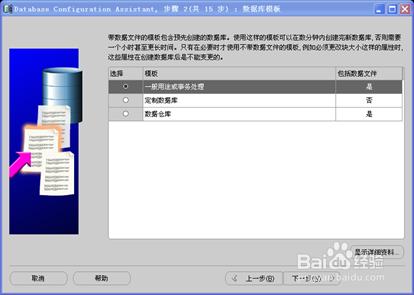 Database Configuration Assistant, 步骤 2(共 15 步) : 数据库模板
带数据文件的模板包含预先创建的数据库。使用这样的模板可以在数分钟内创建新数据库,否则需要
一个小时甚至更长时间。只在必要时才使用不带数据文件的模板,例如必须更改块大小这样的属性时,
这些属性在创建数据库后是不能变更的。
选择 模板 包括数据文件
一般用途或事务处理 是
定制数据库 否
数据仓库 是
显示详细资料...
取消 帮助 上一步(B) 下一步(N)
Baidu 经验
jingyan.baidu.com